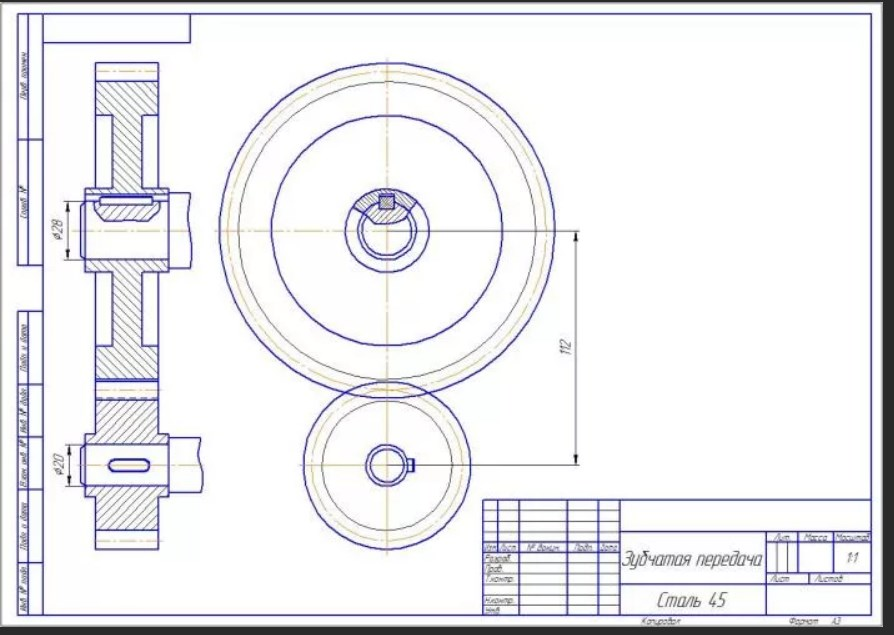 Перв. примен.
Справ. №
Подп. и дата
Инв. № дубл.
Взам. инв. №
Подп. и дата
Инв. № подл.
⌀28
⌀20
112
Изм. Лист № докум. Подп. Дата
Разраб.
Пров.
Т.контр.
Н.контр.
Утв.
Зубчатая передача
Сталь 45
Лит. Масса Масштаб
1:1
Лист Листов
Копировал Формат А3